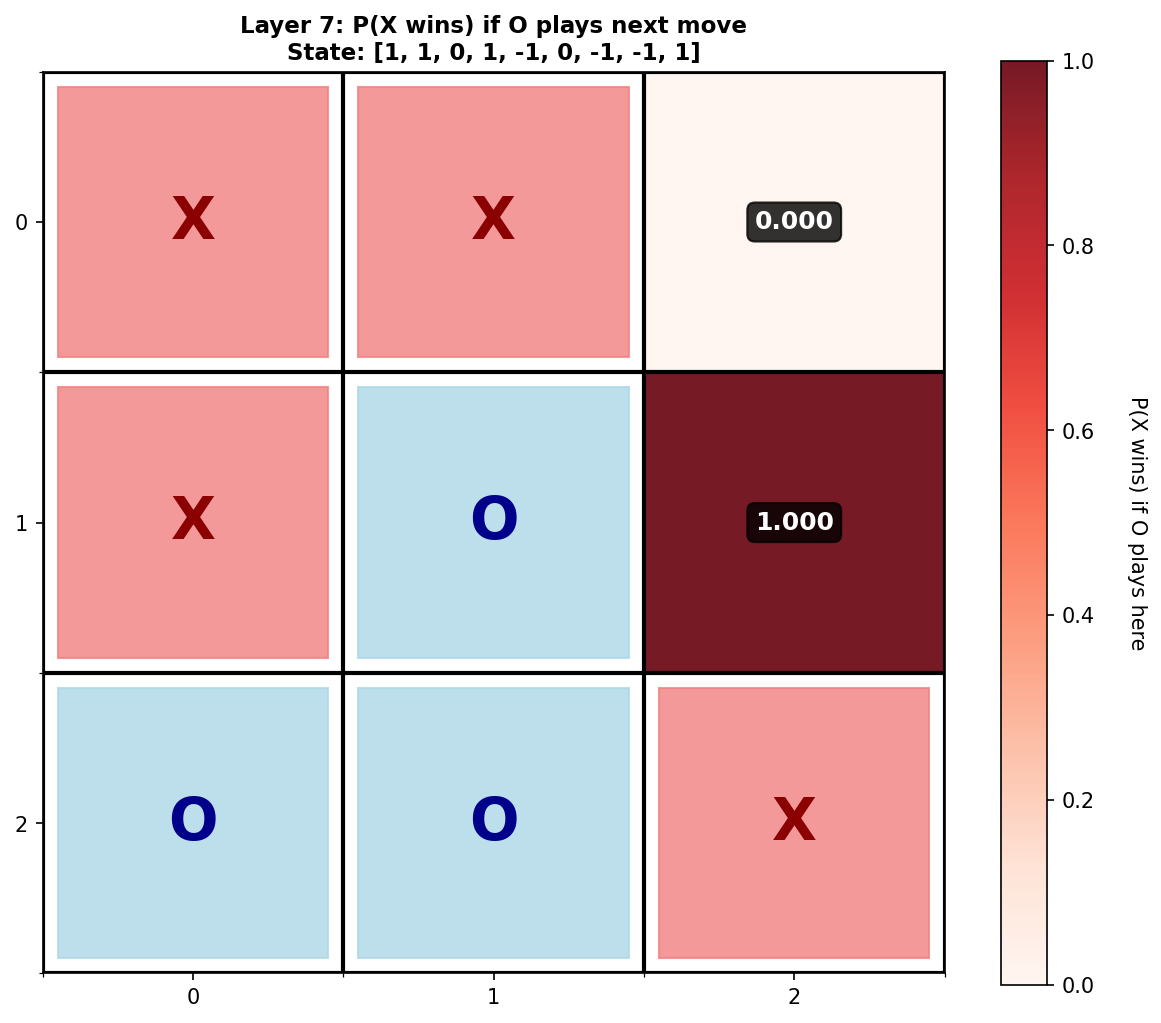 Layer 7: P(X wins) if O plays next move
State: [1, 1, 0, 1, -1, 0, -1, -1, 1]
0
X
X
0.000
1
X
O
1.000
2
O
O
X
0
1
2
1.0
0.8
0.6
0.4
0.2
0.0
P(X wins) if O plays here